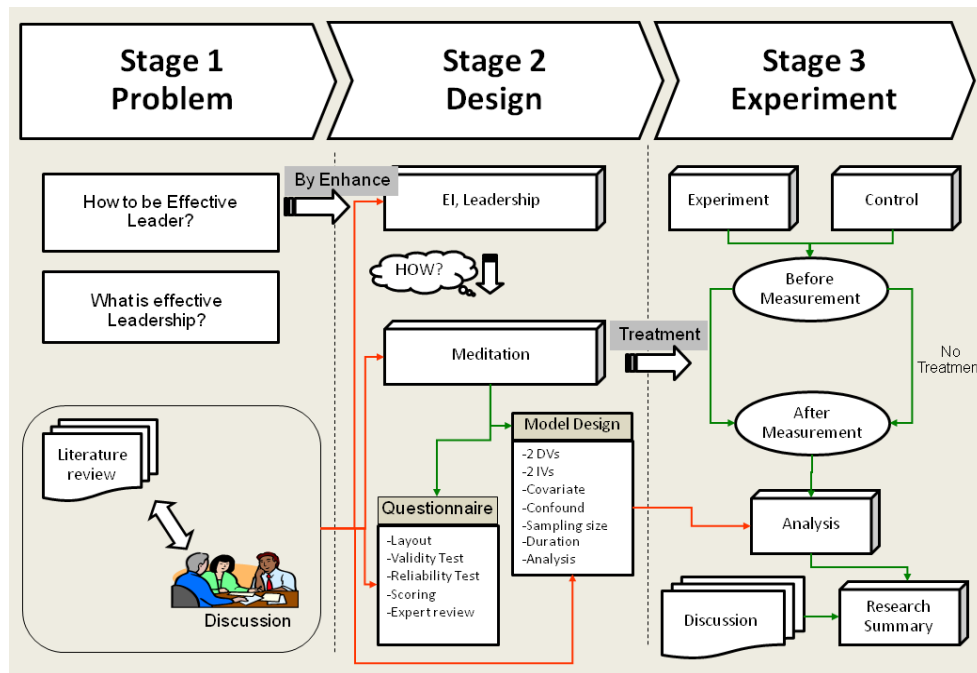 Stage 1
Problem
Stage 2
Design
Stage 3
Experiment
How to be Effective
Leader?
What is effective
Leadership?
Literature
review
Discussion
By Enhance
EI, Leadership
HOW?
Meditation
Treatment
Questionnaire
-Layout
-Validity Test
-Reliability Test
-Scoring
-Expert review
Model Design
-2 DVs
-2 IVs
-Covariate
-Confound
-Sampling size
-Duration
-Analysis
Experiment
Control
Before
Measurement
No
Treatment
After
Measurement
Analysis
Discussion
Research
Summary